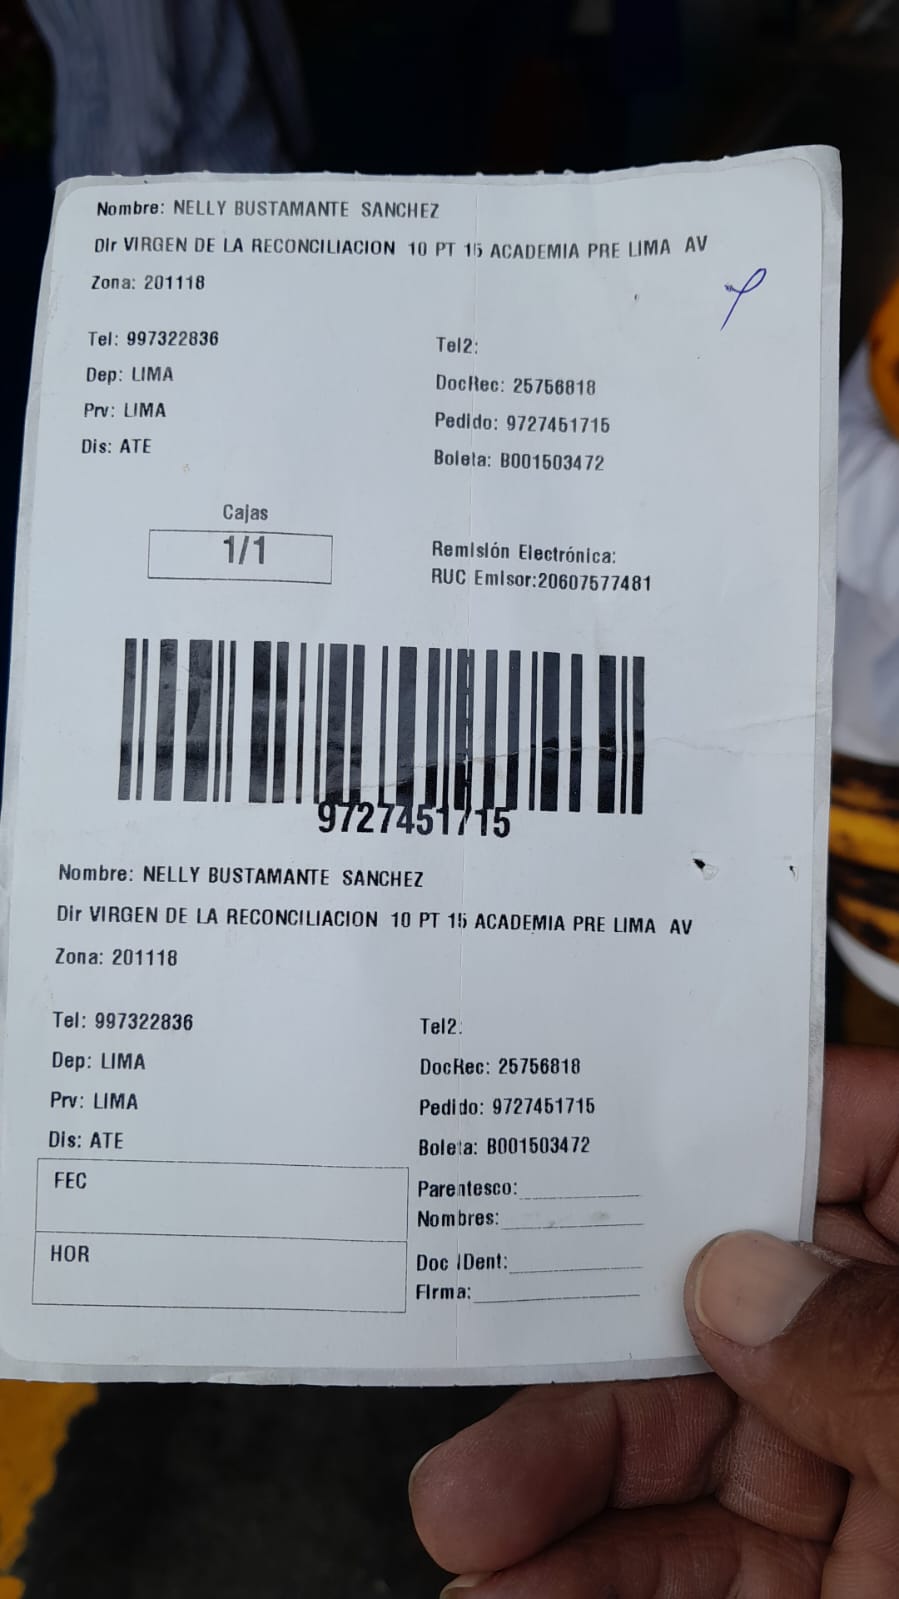 Nombre: NELLY BUSTAMANTE SANCHEZ
Dir VIRGEN DE LA RECONCILIACION 10 PT 15 ACADEMIA PRE LIMA AV
Zona: 201118
Tel: 997322836
Tel2:
Dep: LIMA
DocRec: 25756818
Prv: LIMA
Pedido: 9727451715
Dis: ATE
Boleta: B001503472
Cajas
1/1
Remisión Electrónica:
RUC Emisor:20607577481
9727451715
Nombre: NELLY BUSTAMANTE SANCHEZ
Dir VIRGEN DE LA RECONCILIACION 10 PT 15 ACADEMIA PRE LIMA AV
Zona: 201118
Tel: 997322836
Tel2:
Dep: LIMA
DocRec: 25756818
Prv: LIMA
Pedido: 9727451715
Dis: ATE
Boleta: B001503472
FEC
Parentesco:
Nombres:
HOR
Doc IDent:
Firma: